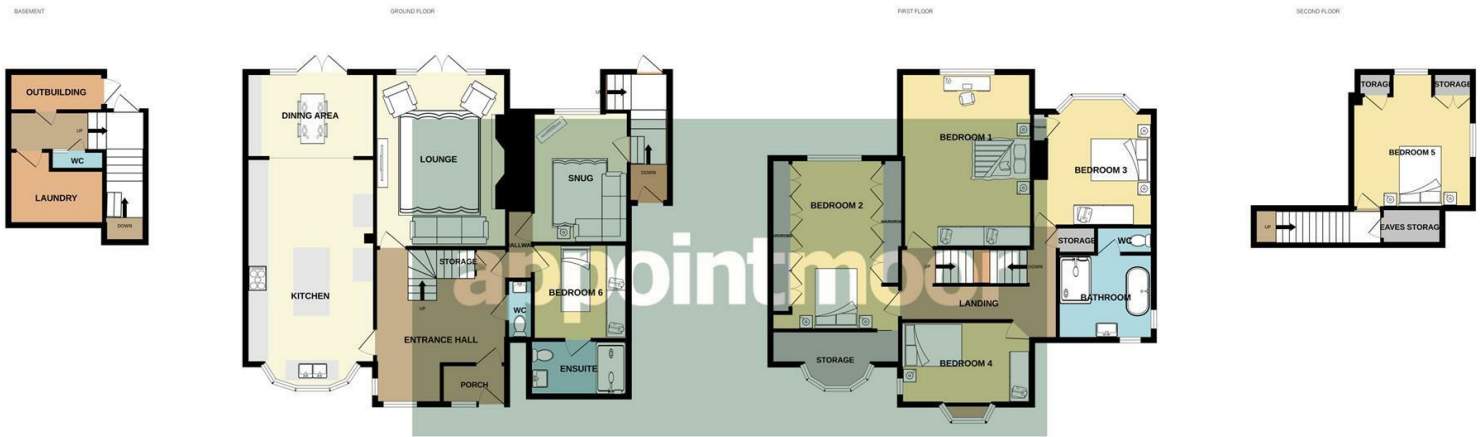 BASEMENT
OUTBUILDING
UP
WC
LAUNDRY
DOWN
GROUND FLOOR
DINING AREA
LOUNGE
KITCHEN
UP
SNUG
DOWN
HALLWAY
STORAGE
BEDROOM 6
WC
UP
ENTRANCE HALL
ENSUITE
PORCH
appointmoor
FIRST FLOOR
BEDROOM 1
BEDROOM 3
BEDROOM 2
WARDROBE
WARDROBE
STORAGE
WC
UP
DOWN
BATHROOM
LANDING
STORAGE
BEDROOM 4
SECOND FLOOR
STORAGE
STORAGE
BEDROOM 5
UP
EAVES STORAG